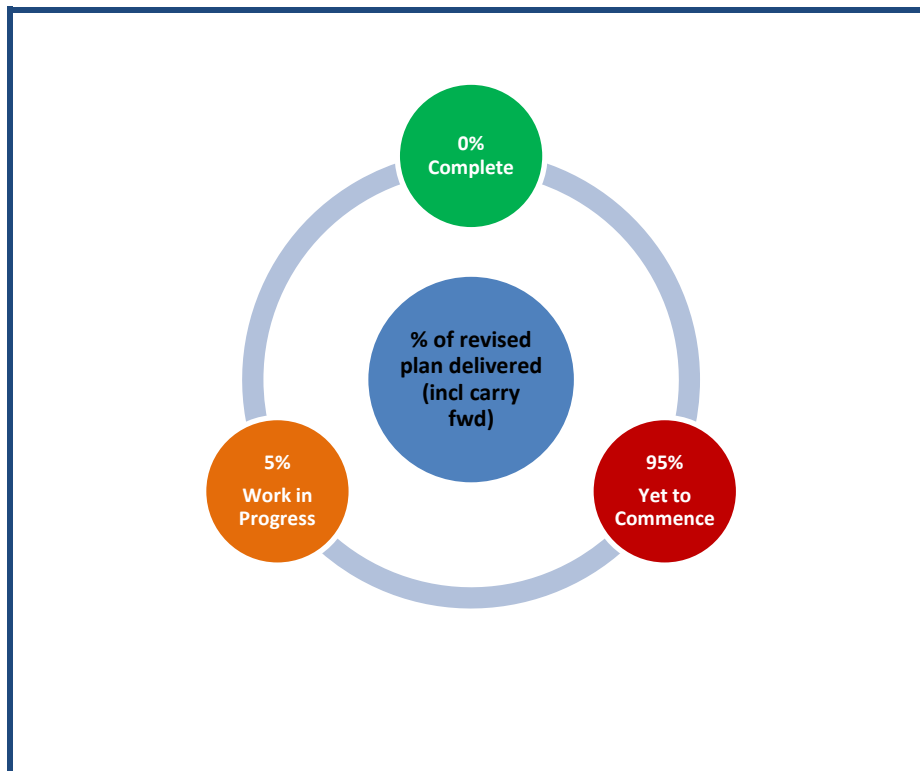 0%
Complete
% of revised
plan delivered
(incl carry
fwd)
5%
Work in
Progress
95%
Yet to
Commence